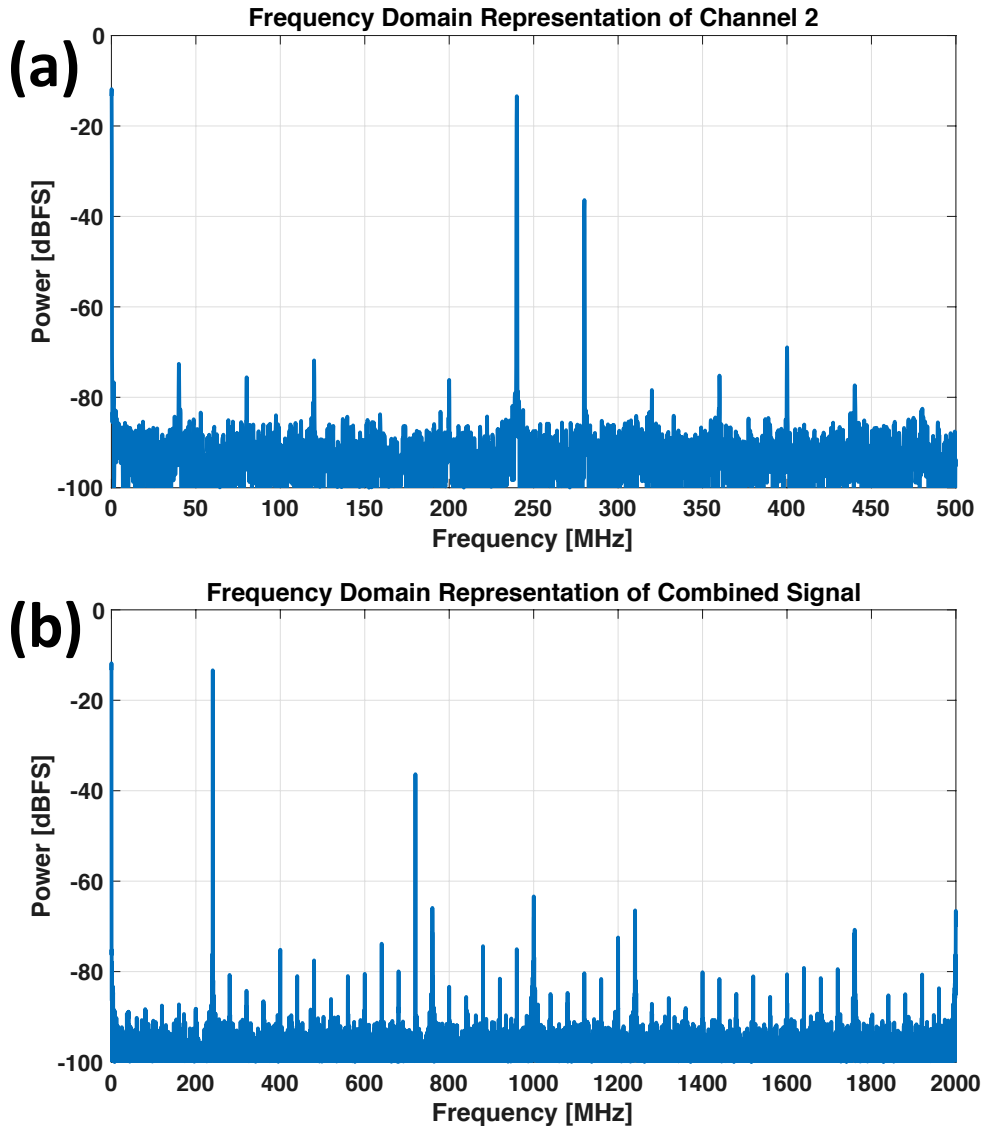 Frequency Domain Representation of Channel 2
(a)
0
-20
-40
-60
-80
-100
Power [dBFS]
0 50 100 150 200 250 300 350 400 450 500
Frequency [MHz]
Frequency Domain Representation of Combined Signal
(b)
0
-20
-40
-60
-80
-100
Power [dBFS]
0 200 400 600 800 1000 1200 1400 1600 1800 2000
Frequency [MHz]